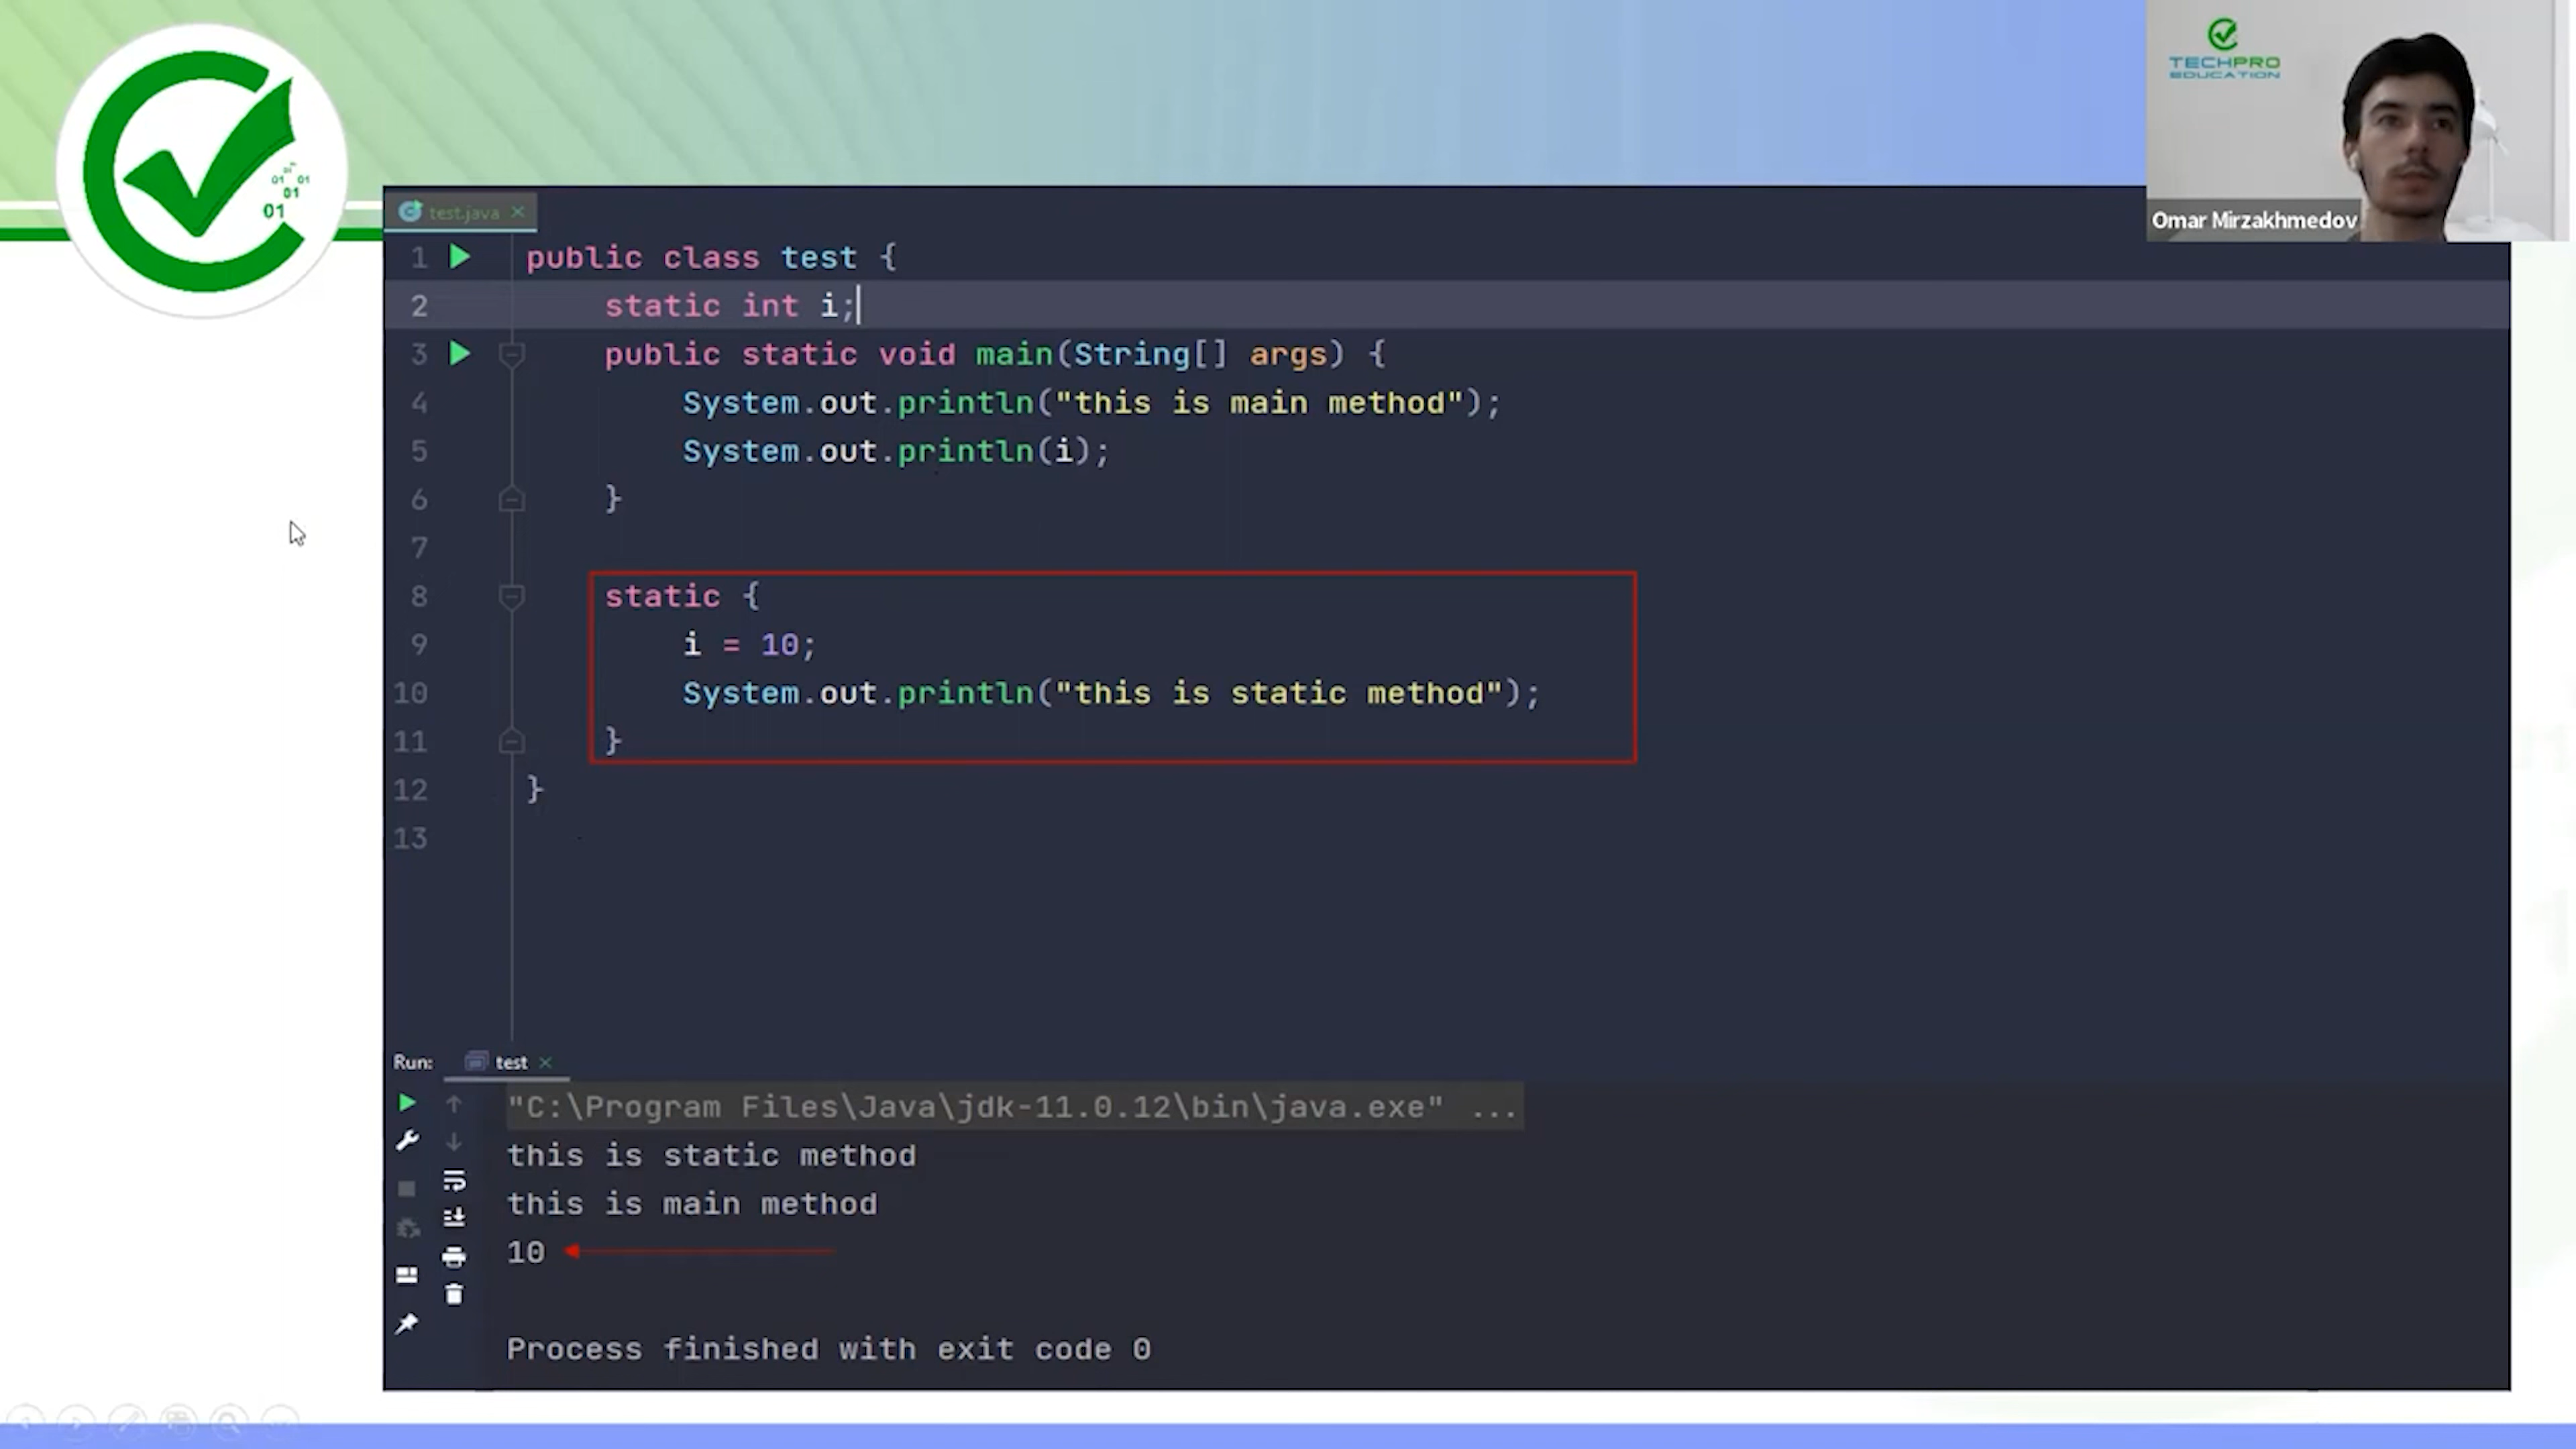 TECHPRO
EDUCATION
Omar Mirzakhmedov
01 01
01
01
test.java
1 public class test {
2 static int i;
3 public static void main(String[] args) {
4 System.out.println("this is main method");
5 System.out.println(i);
6 }
7
8 static {
9 i = 10;
10 System.out.println("this is static method");
11 }
12 }
13
Run: test
"C:\Program Files\Java\jdk-11.0.12\bin\java.exe" ...
this is static method
this is main method
10
Process finished with exit code 0